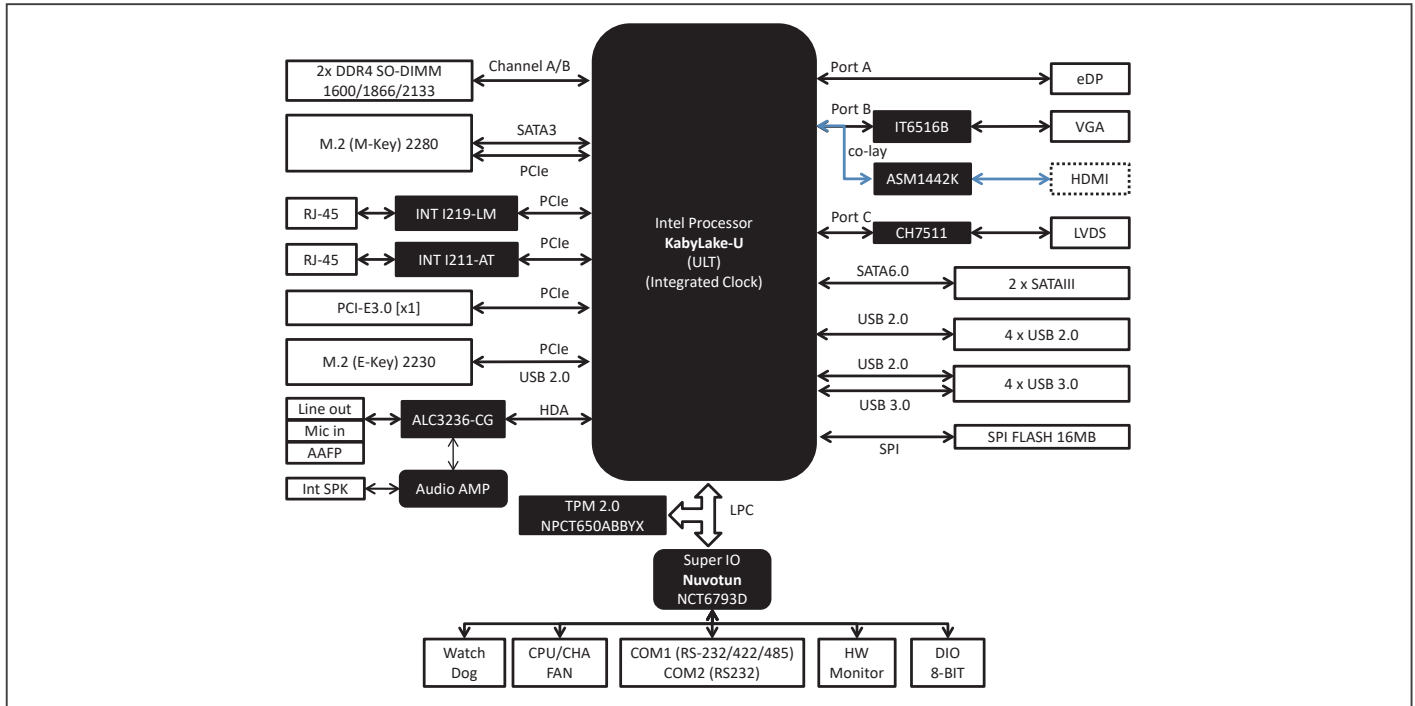 2x DDR4 SO-DIMM
1600/1866/2133
Channel A/B
M.2 (M-Key) 2280
SATA3
PCIe
RJ-45
INT I219-LM
PCIe
RJ-45
INT I211-AT
PCIe
PCI-E3.0 [x1]
PCIe
M.2 (E-Key) 2230
PCIe
USB 2.0
Line out
Mic in
AAFP
ALC3236-CG
HDA
Int SPK
Audio AMP
Intel Processor
KabyLake-U
(ULT)
(Integrated Clock)
Port A
eDP
Port B
IT6516B
VGA
co-lay
ASM1442K
HDMI
Port C
CH7511
LVDS
SATA6.0
2 x SATAIII
USB 2.0
4 x USB 2.0
USB 2.0
4 x USB 3.0
USB 3.0
SPI FLASH 16MB
SPI
TPM 2.0
NPCT650ABBYX
LPC
Super IO
Nuvotun
NCT6793D
Watch
Dog
CPU/CHA
FAN
COM1 (RS-232/422/485)
COM2 (RS232)
HW
Monitor
DIO
8-BIT